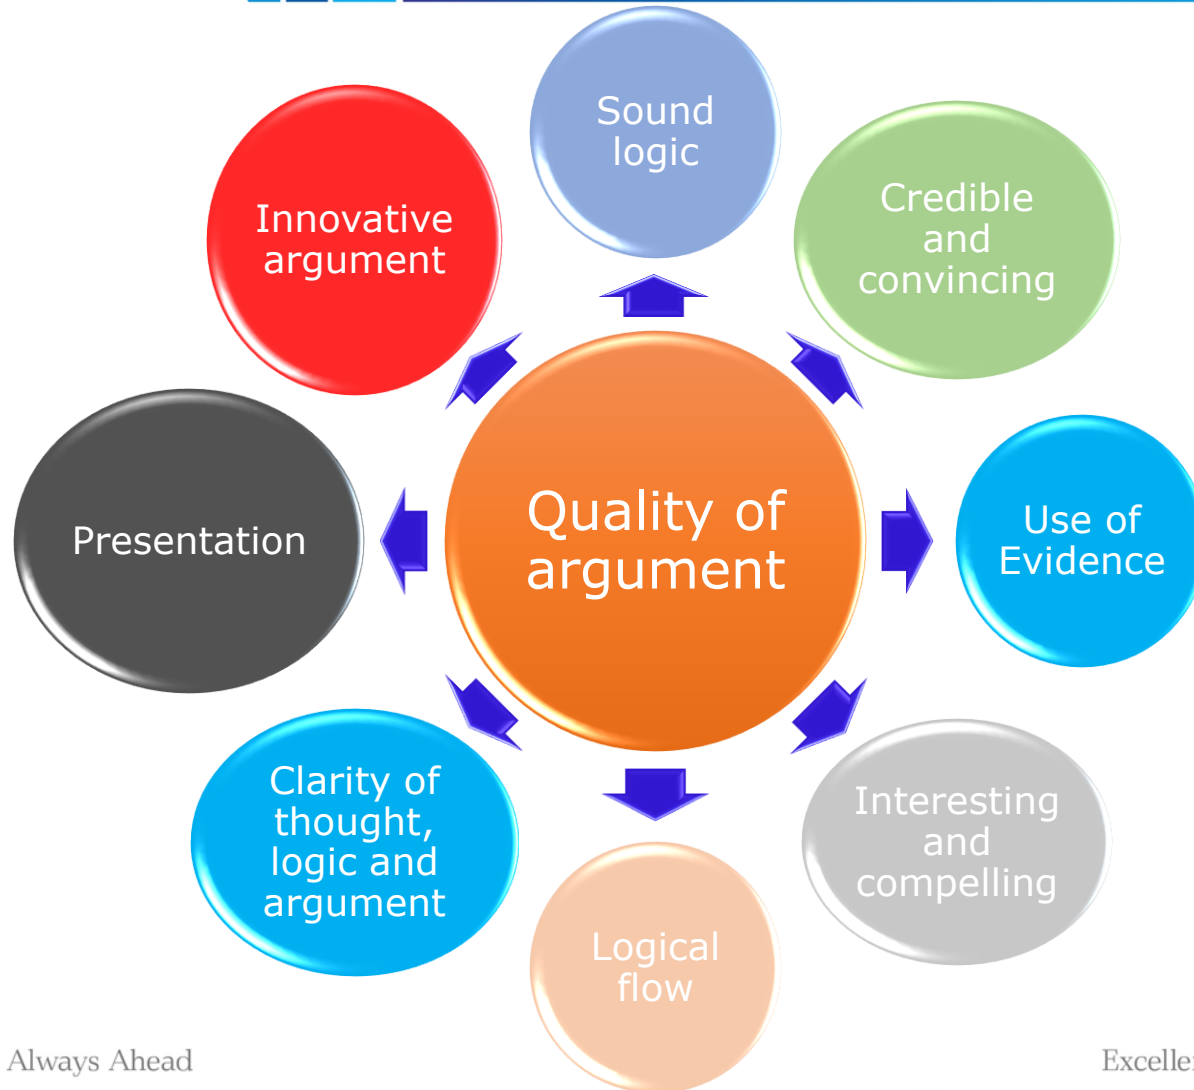 Sound
logic
Credible
and
convincing
Use of
Evidence
Interesting
and
compelling
Logical
flow
Clarity of
thought,
logic and
argument
Presentation
Innovative
argument
Quality of
argument
Always Ahead